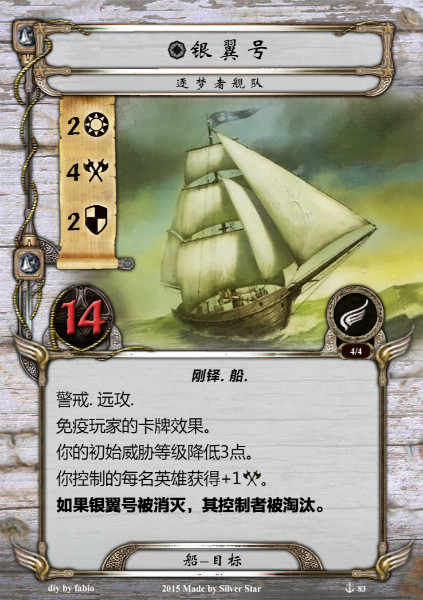 银翼号
逐梦者舰队
2
4
2
14
4/4
刚铎. 船.
警戒. 远攻.
免疫玩家的卡牌效果。
你的初始威胁等级降低3点。
你控制的每名英雄获得+1。
如果银翼号被消灭，其控制者被淘汰。
船—目标
diy by fabio 2015 Made by Silver Star 83